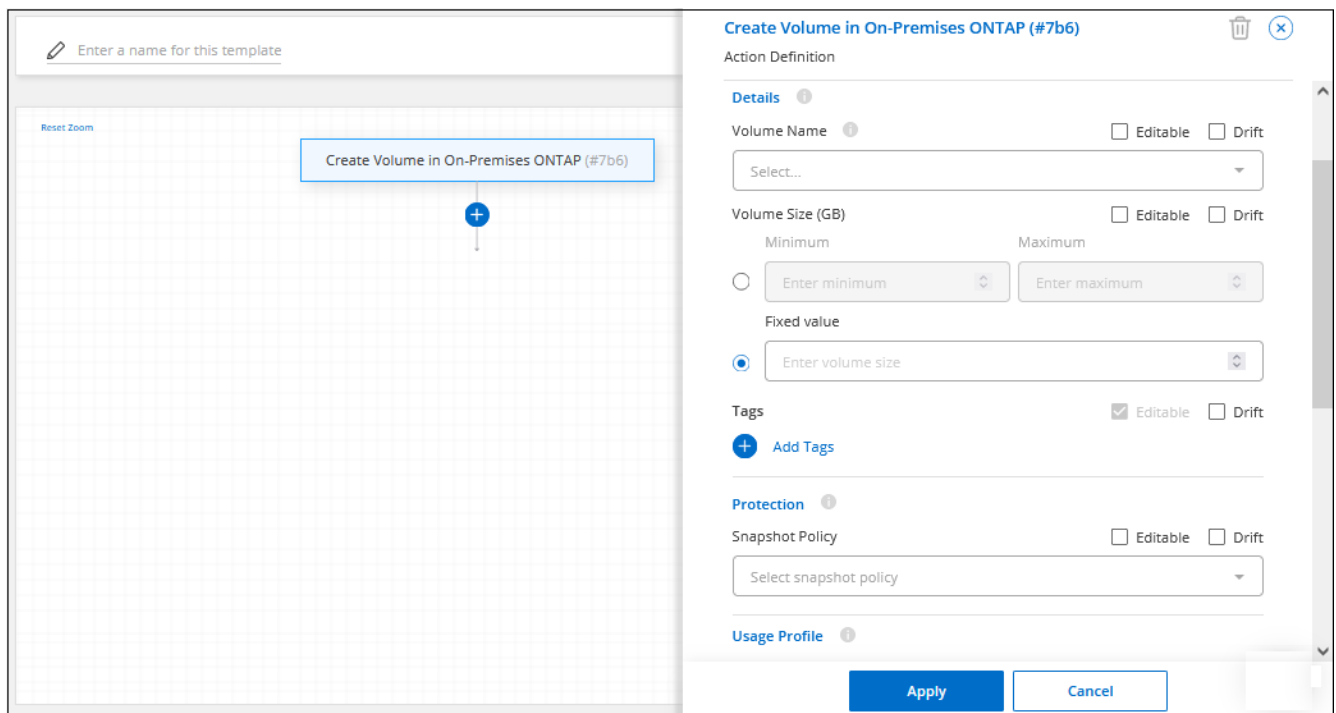 Enter a name for this template
Reset Zoom
Create Volume in On-Premises ONTAP (#7b6)
Create Volume in On-Premises ONTAP (#7b6)
Action Definition
Details
Volume Name Editable Drift
Select...
Volume Size (GB) Editable Drift
Minimum Maximum
Enter minimum Enter maximum
Fixed value
Enter volume size
Tags Editable Drift
Add Tags
Protection
Snapshot Policy Editable Drift
Select snapshot policy
Usage Profile
Apply Cancel